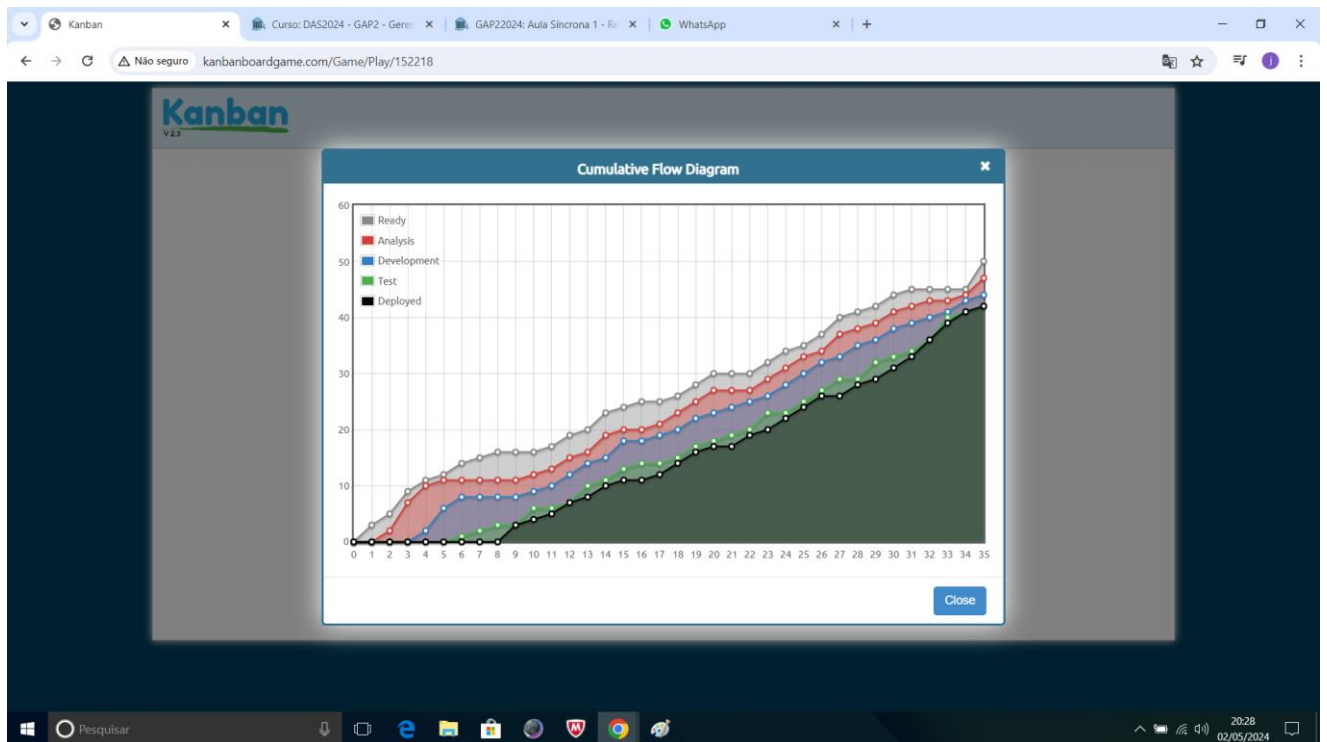 Kanban
Curso: DAS2024 - GAP2 - Geren
GAP22024: Aula Síncrona 1 - Re
WhatsApp
Não seguro
kanbanboardgame.com/Game/Play/152218
Kanban
V 2.3
Cumulative Flow Diagram
60
50
40
30
20
10
0
Ready
Analysis
Development
Test
Deployed
0 1 2 3 4 5 6 7 8 9 10 11 12 13 14 15 16 17 18 19 20 21 22 23 24 25 26 27 28 29 30 31 32 33 34 35
Close
Pesquisar
20:28
02/05/2024